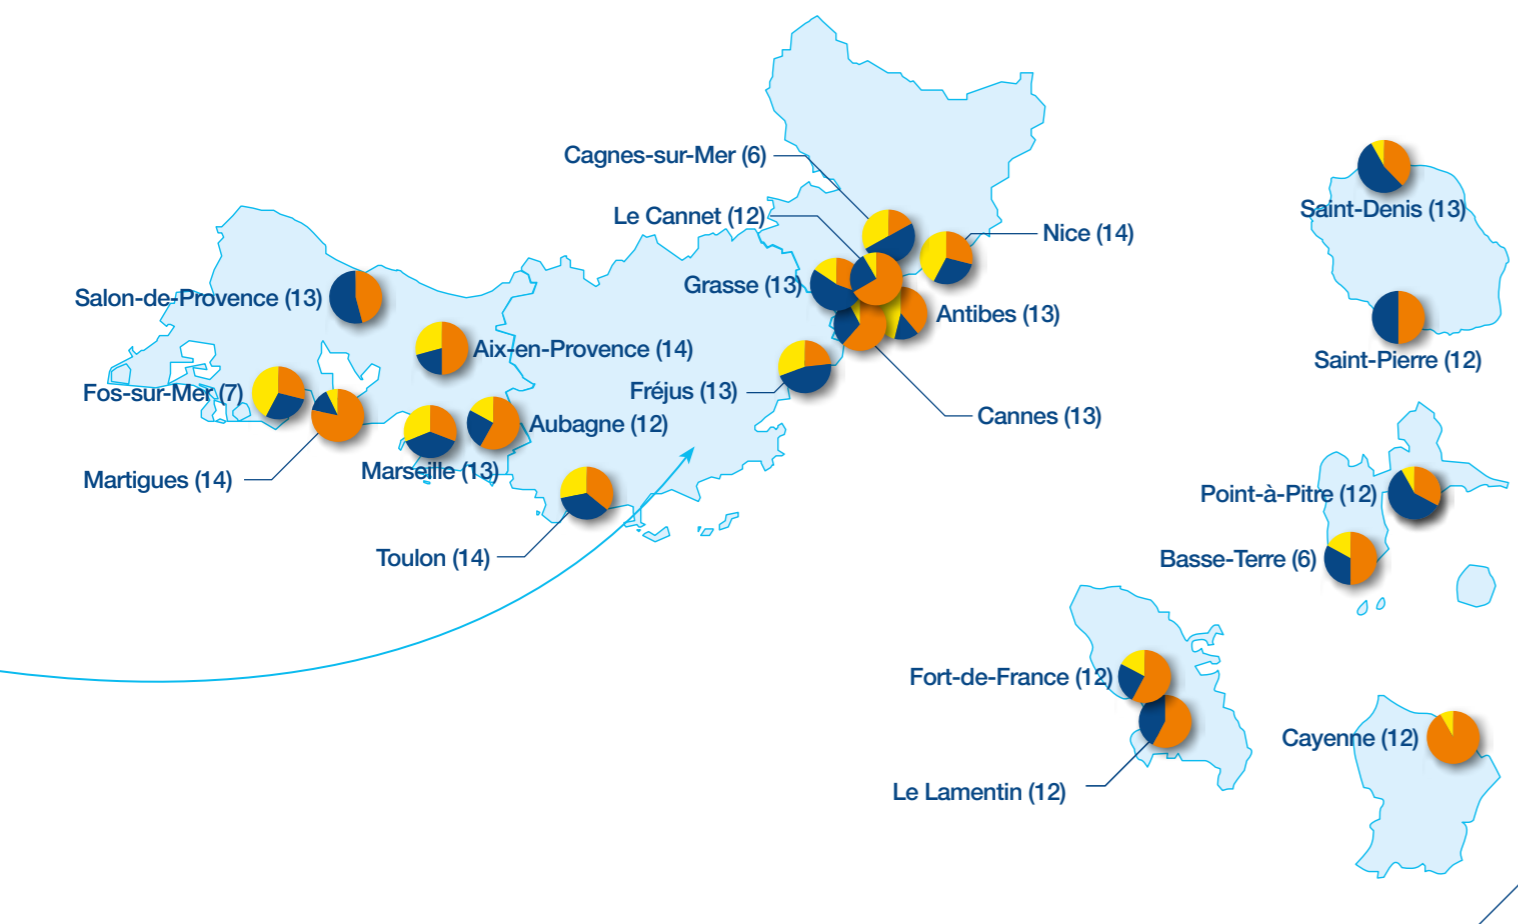 Cagnes-sur-Mer (6)
Le Cannet (12)
Nice (14)
Saint-Denis (13)
Grasse (13)
Salon-de-Provence (13)
Antibes (13)
Aix-en-Provence (14)
Saint-Pierre (12)
Fos-sur-Mer (7)
Fréjus (13)
Cannes (13)
Aubagne (12)
Marseille (13)
Martigues (14)
Point-à-Pitre (12)
Toulon (14)
Basse-Terre (6)
Fort-de-France (12)
Cayenne (12)
Le Lamentin (12)